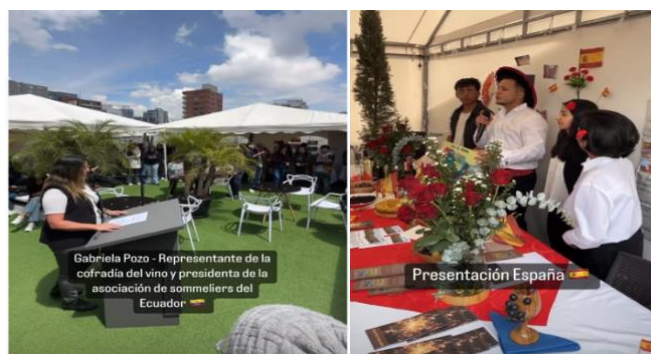 Gabriela Pozo - Representante de la
cofradía del vino y presidenta de la
asociación de sommeliers del
Ecuador 🇪🇨
Presentación España 🇪🇸